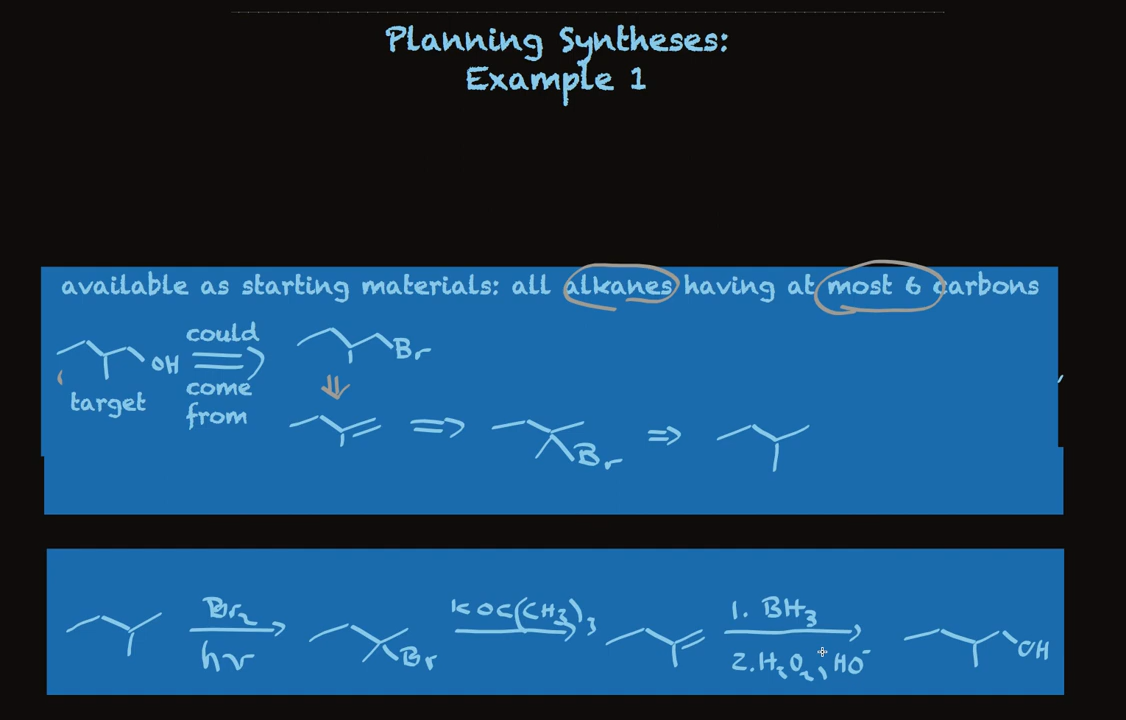 Planning Syntheses:
Example 1
available as starting materials: all alkanes having at most 6 carbons
could
come
from
OH
Br
target
Br
Br2
hν
Br
KOC(CH3)3
1. BH3
2. H2O2, HO-
OH